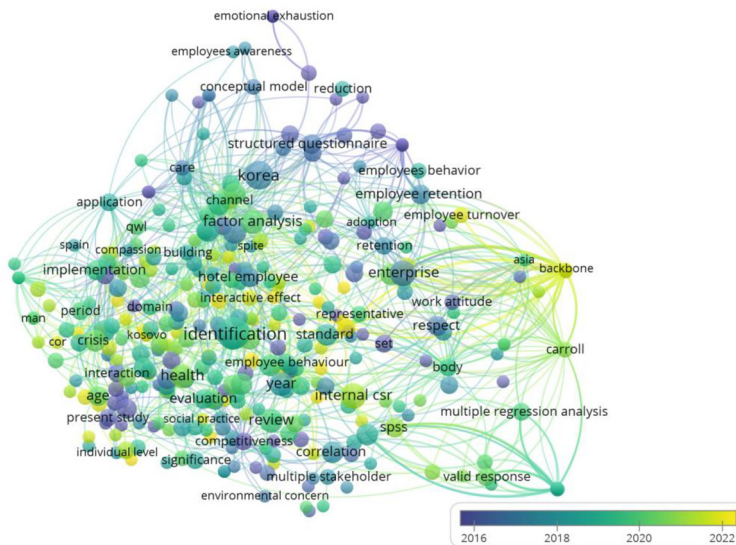 emotional exhaustion
employees awareness
conceptual model
reduction
structured questionnaire
care
korea
employees behavior
employee retention
application
channel
factor analysis
adoption
employee turnover
qwl
spain
compassion
building
spite
retention
implementation
hotel employee
enterprise
asia
backbone
interactive effect
work attitude
man
period
domain
representative
cor
crisis
kosovo
identification
standard
set
respect
carroll
interaction
health
employee behaviour
body
age
evaluation
year
internal csr
present study
social practice
review
spss
multiple regression analysis
competitiveness
individual level
significance
correlation
multiple stakeholder
valid response
environmental concern
2016
2018
2020
2022